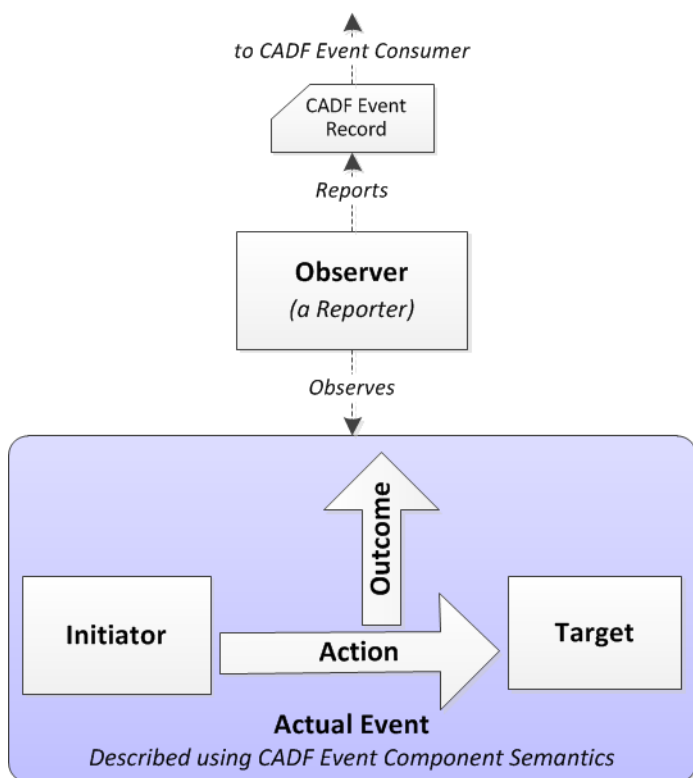 to CADF Event Consumer
CADF Event
Record
Reports
Observer
(a Reporter)
Observes
Outcome
Initiator
Action
Target
Actual Event
Described using CADF Event Component Semantics